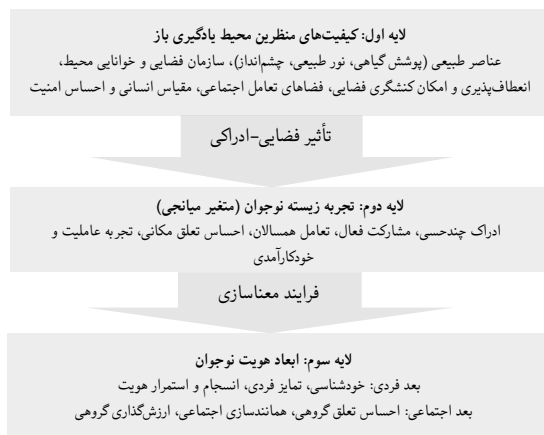 لایه اول: کیفیت‌های منظرین محیط یادگیری باز
عناصر طبیعی (پوشش گیاهی، نور طبیعی، چشم‌انداز)، سازمان فضایی و خوانایی محیط،
انعطاف‌پذیری و امکان کنشگری فضایی، فضاهای تعامل اجتماعی، مقیاس انسانی و احساس امنیت
تأثیر فضایی-ادراکی
لایه دوم: تجربه زیسته نوجوان (متغیر میانجی)
ادراک چندحسی، مشارکت فعال، تعامل همسالان، احساس تعلق مکانی، تجربه عاملیت و
خودکارآمدی
فرایند معناسازی
لایه سوم: ابعاد هویت نوجوان
بعد فردی: خودشناسی، تمایز فردی، انسجام و استمرار هویت
بعد اجتماعی: احساس تعلق گروهی، همانندسازی اجتماعی، ارزش‌گذاری گروهی